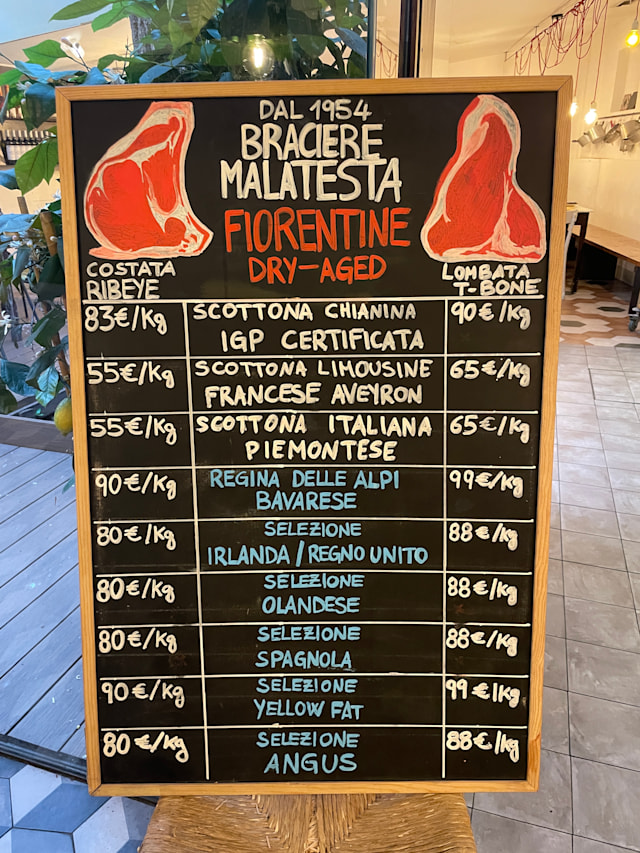 DAL 1954
BRACIERE
MALATESTA
FIORENTINE
DRY-AGED
COSTATA
RIBEYE
LOMBATA
T-BONE
83€/Kg SCOTTONA CHIANINA 90€/Kg
IGP CERTIFICATA
55€/Kg SCOTTONA LIMOUSINE 65€/Kg
FRANCESE AVEYRON
55€/Kg SCOTTONA ITALIANA 65€/Kg
PIEMONTESE
90€/Kg REGINA DELLE ALPI 99€/Kg
BAVARESE
80€/Kg SELEZIONE 88€/Kg
IRLANDA/REGNO UNITO
80€/Kg SELEZIONE 88€/Kg
OLANDESE
80€/Kg SELEZIONE 88€/Kg
SPAGNOLA
90€/Kg SELEZIONE 99€/Kg
YELLOW FAT
80€/Kg SELEZIONE 88€/Kg
ANGUS